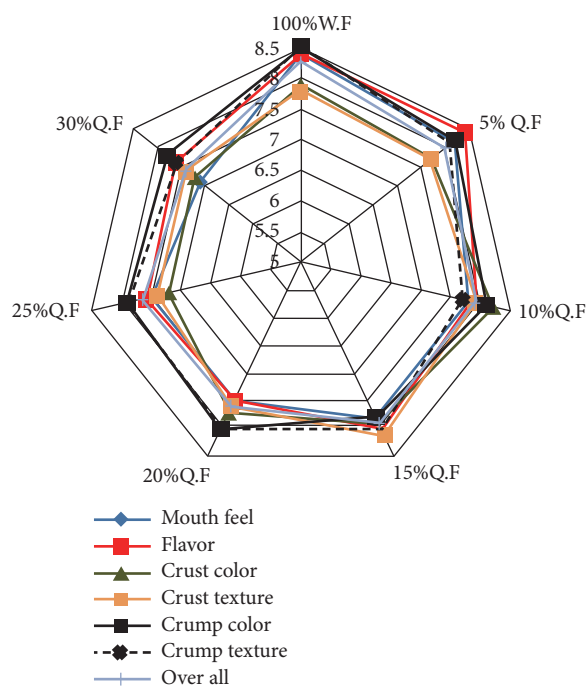 100%W.F
8.5
8
7.5
7
6.5
6
5.5
5
30%Q.F
5% Q.F
25%Q.F
10%Q.F
20%Q.F
15%Q.F
Mouth feel
Flavor
Crust color
Crust texture
Crump color
Crump texture
Over all